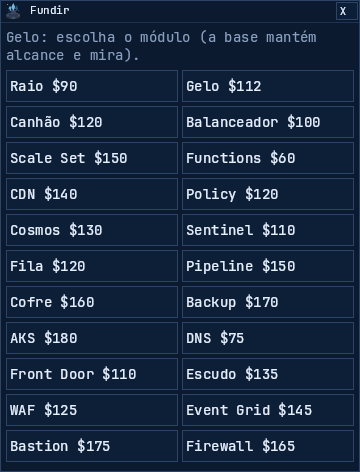 Fundir
X
Gelo: escolha o módulo (a base mantém
alcance e mira).
Raio $90
Gelo $112
Canhão $120
Balanceador $100
Scale Set $150
Functions $60
CDN $140
Policy $120
Cosmos $130
Sentinel $110
Fila $120
Pipeline $150
Cofre $160
Backup $170
AKS $180
DNS $75
Front Door $110
Escudo $135
WAF $125
Event Grid $145
Bastion $175
Firewall $165